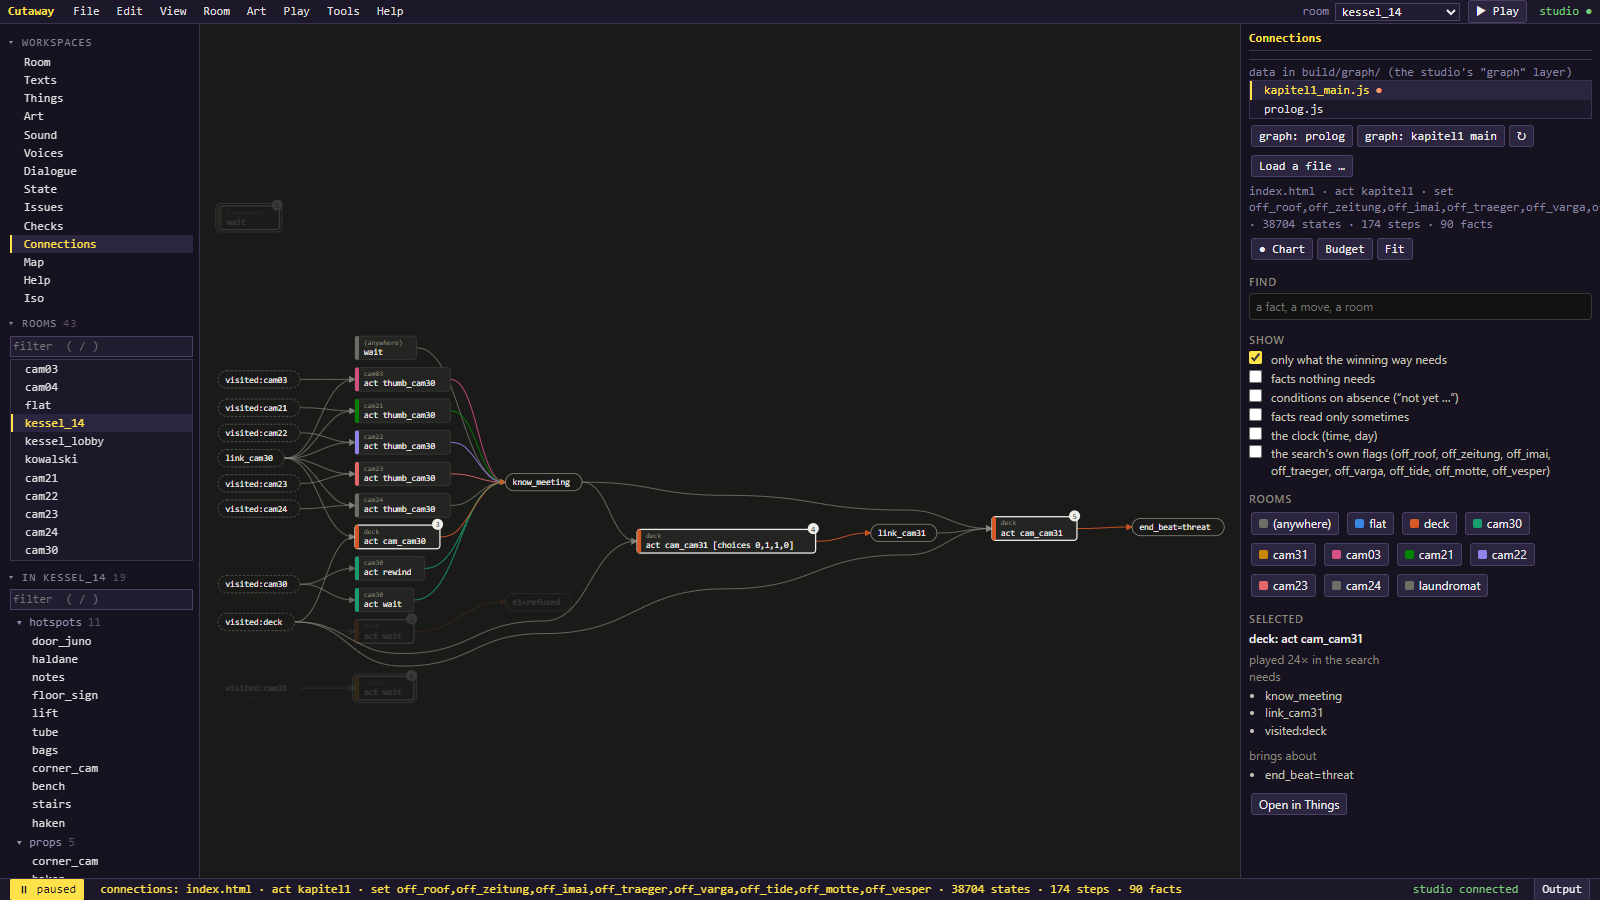 Cutaway File Edit View Room Art Play Tools Help
room kessel_14 ▶ Play studio ●
▾ WORKSPACES
Room
Texts
Things
Art
Sound
Voices
Dialogue
State
Issues
Checks
Connections
Map
Help
Iso
▾ ROOMS 43
filter ( / )
cam03
cam04
flat
kessel_14
kessel_lobby
kowalski
cam21
cam22
cam23
cam24
cam30
▾ IN KESSEL_14 19
filter ( / )
▾ hotspots 11
door_juno
haldane
notes
floor_sign
lift
tube
bags
corner_cam
bench
stairs
haken
▾ props 5
corner_cam
(anywhere)
wait
(anywhere)
wait
visited:cam03
visited:cam21
visited:cam22
link_cam30
visited:cam23
visited:cam24
visited:cam30
visited:deck
visited:cam31
cam03
act thumb_cam30
cam21
act thumb_cam30
cam22
act thumb_cam30
cam23
act thumb_cam30
cam24
act thumb_cam30
deck
act cam_cam30
3
cam30
act rewind
cam30
act wait
act wait
act wait
know_meeting
e1=refused
deck
act cam_cam31 [choices 0,1,1,0]
4
link_cam31
deck
act cam_cam31
5
end_beat=threat
Connections
data in build/graph/ (the studio's "graph" layer)
kapitel1_main.js ●
prolog.js
graph: prolog graph: kapitel1 main ↻
Load a file …
index.html · act kapitel1 · set
off_roof,off_zeitung,off_imai,off_traeger,off_varga,o
· 38704 states · 174 steps · 90 facts
● Chart Budget Fit
FIND
a fact, a move, a room
SHOW
only what the winning way needs
facts nothing needs
conditions on absence (“not yet …”)
facts read only sometimes
the clock (time, day)
the search's own flags (off_roof, off_zeitung, off_imai,
off_traeger, off_varga, off_tide, off_motte, off_vesper)
ROOMS
(anywhere) flat deck cam30
cam31 cam03 cam21 cam22
cam23 cam24 laundromat
SELECTED
deck: act cam_cam31
played 24× in the search
needs
• know_meeting
• link_cam31
• visited:deck
brings about
• end_beat=threat
Open in Things
⏸ paused connections: index.html · act kapitel1 · set off_roof,off_zeitung,off_imai,off_traeger,off_varga,off_tide,off_motte,off_vesper · 38704 states · 174 steps · 90 facts
studio connected Output